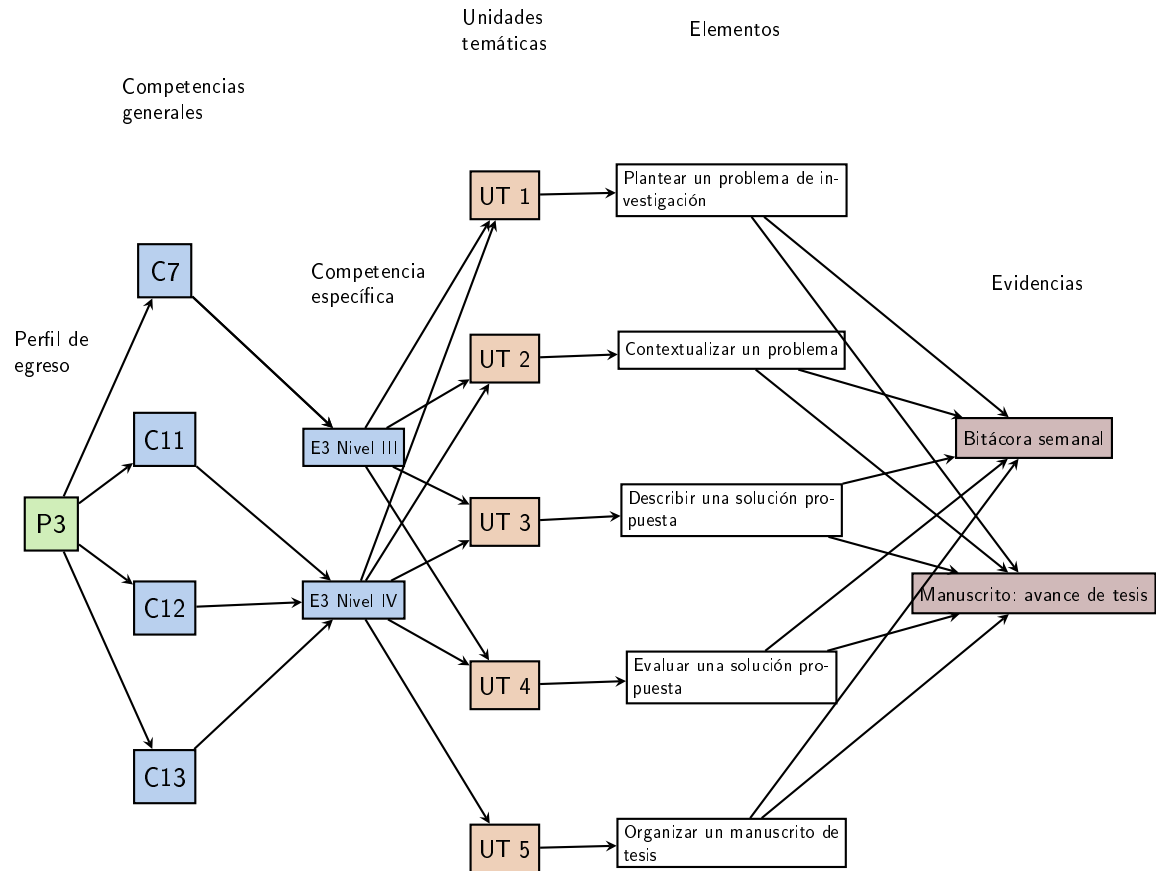 Unidades
temáticas
Elementos
Competencias
generales
Plantear un problema de in-
vestigación
UT 1
C7
Competencia
específica
Evidencias
Perfil de
egreso
UT 2
Contextualizar un problema
C11
E3 Nivel III
Bitácora semanal
P3
UT 3
Describir una solución pro-
puesta
C12
E3 Nivel IV
Manuscrito: avance de tesis
UT 4
Evaluar una solución pro-
puesta
C13
UT 5
Organizar un manuscrito de
tesis